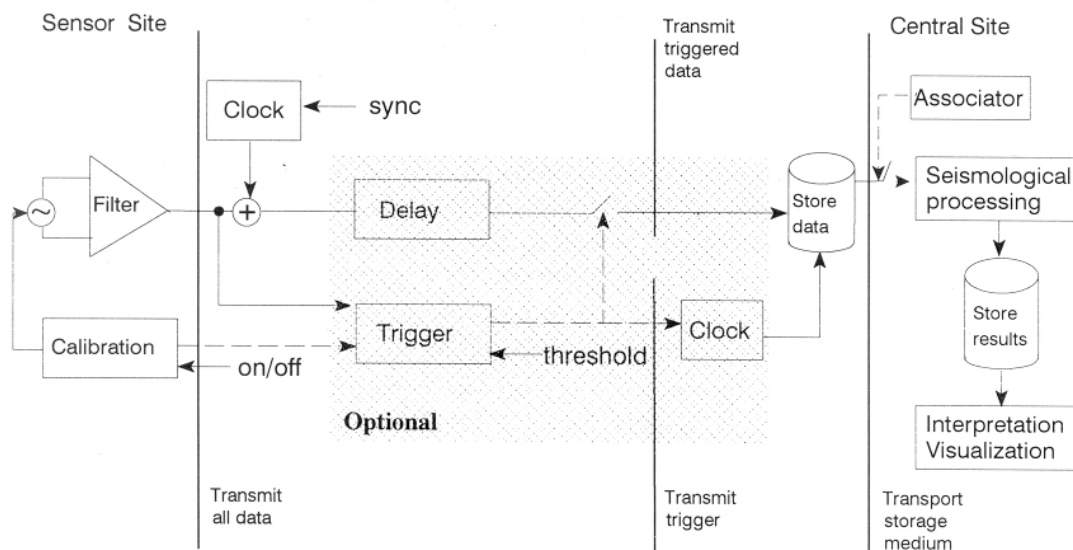 Sensor Site
Transmit
triggered
data
Central Site
Clock
sync
Associator
Filter
+
Delay
Store
data
Seismological
processing
Calibration
Trigger
Clock
Store
results
on/off
threshold
Optional
Interpretation
Visualization
Transmit
all data
Transmit
trigger
Transport
storage
medium